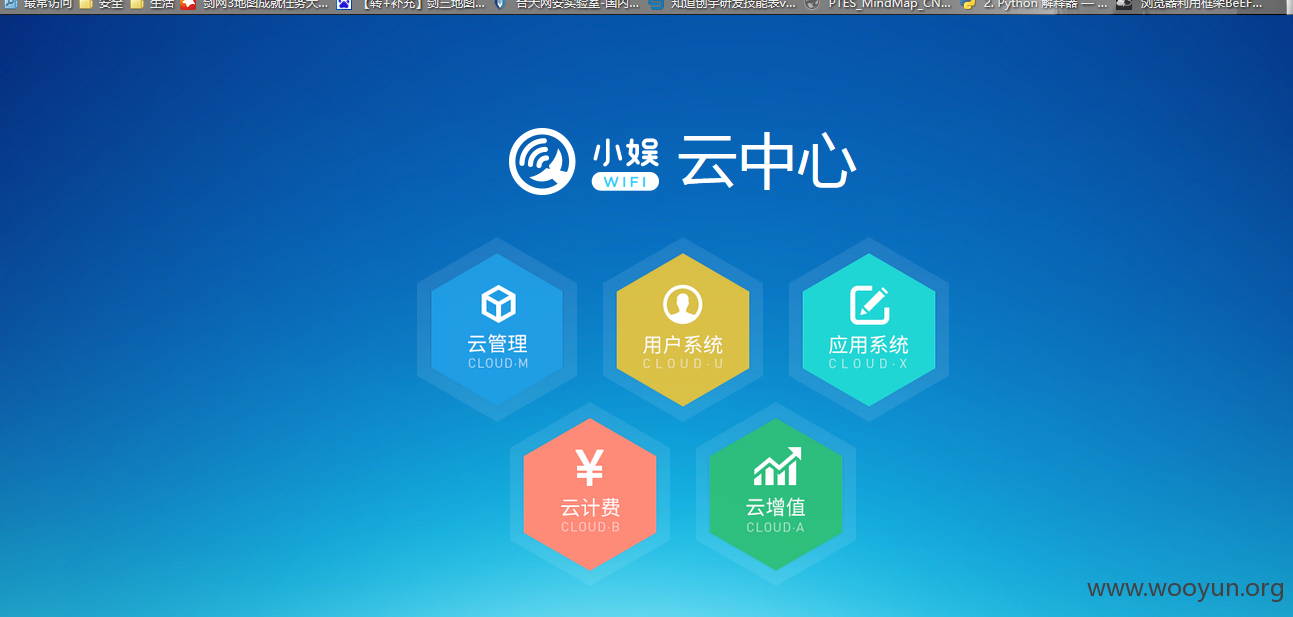 最常访问 安全 生活 剑网3地图成就任务大... 【转+补充】剑三地图... 合天网安实验室-国内... 知道创宇研发技能表v... PTES_MindMap_CN... 2. Python 解释器 — ... 浏览器利用框架BeEF...
小娱 云中心
WIFI
云管理 用户系统 应用系统
CLOUD·M CLOUD·U CLOUD·X
¥
云计费 云增值
CLOUD·B CLOUD·A
www.wooyun.org